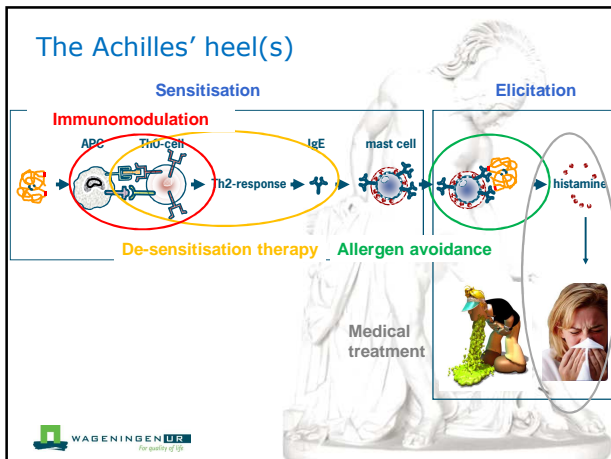 The Achilles' heel(s)
Sensitisation
Elicitation
Immunomodulation
APC Th0-cell IgE mast cell
Th2-response histamine
De-sensitisation therapy Allergen avoidance
Medical
treatment
WAGENINGEN UR
For quality of life